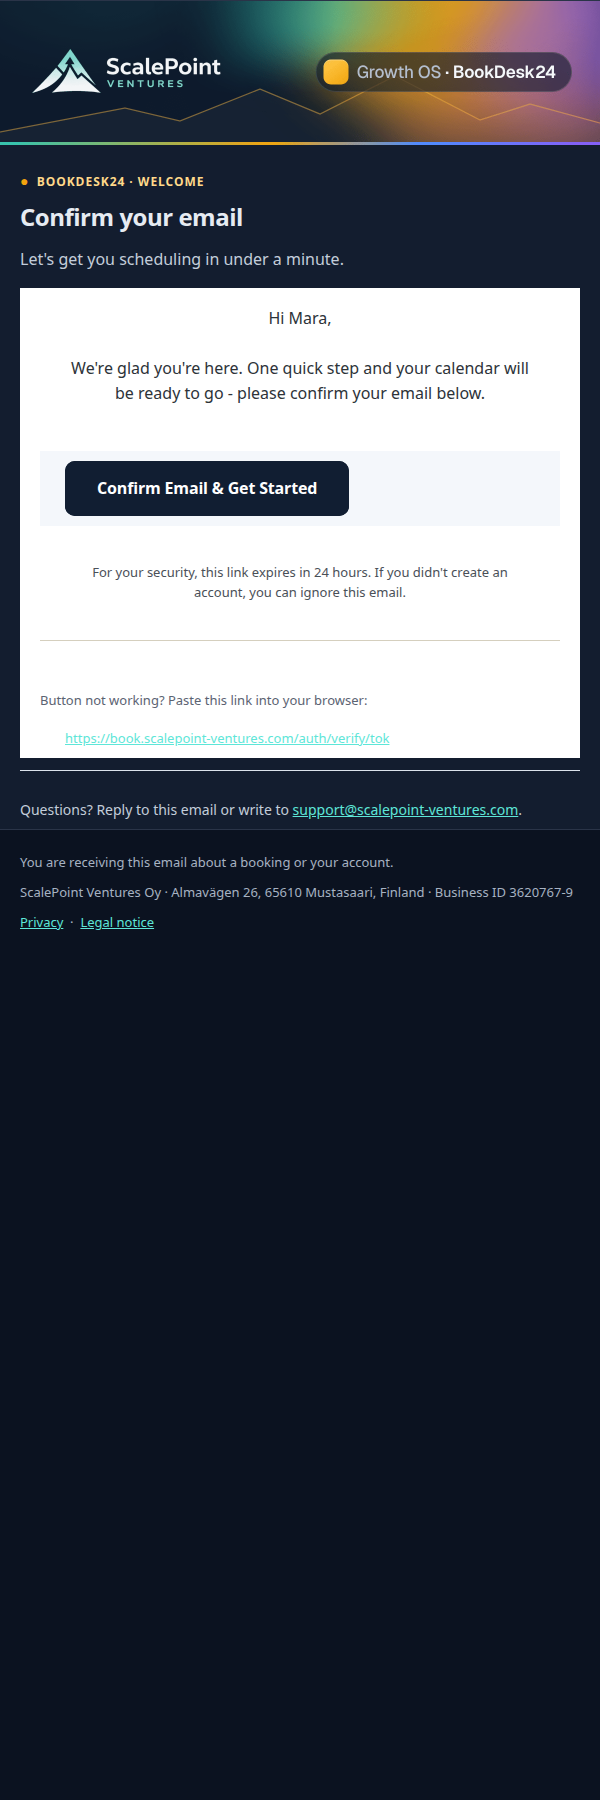 ScalePoint
VENTURES
Growth OS · BookDesk24
BOOKDESK24 · WELCOME
Confirm your email
Let's get you scheduling in under a minute.
Hi Mara,
We're glad you're here. One quick step and your calendar will
be ready to go - please confirm your email below.
Confirm Email & Get Started
For your security, this link expires in 24 hours. If you didn't create an
account, you can ignore this email.
Button not working? Paste this link into your browser:
https://book.scalepoint-ventures.com/auth/verify/tok
Questions? Reply to this email or write to support@scalepoint-ventures.com.
You are receiving this email about a booking or your account.
ScalePoint Ventures Oy · Almavägen 26, 65610 Mustasaari, Finland · Business ID 3620767-9
Privacy · Legal notice